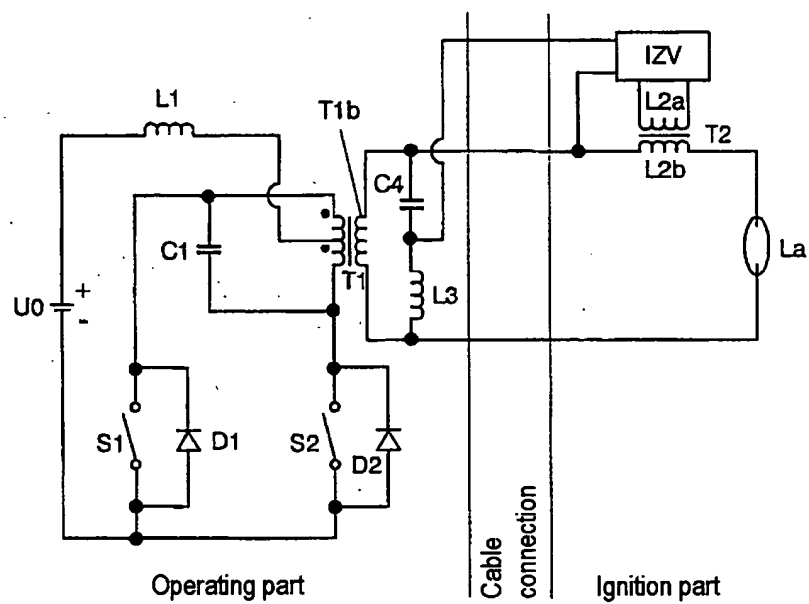 IZV
L1
T1b
L2a
T2
L2b
C4
C1
T1
La
L3
U0
+
-
S1
D1
S2
D2
Cable
connection
Operating part
Ignition part